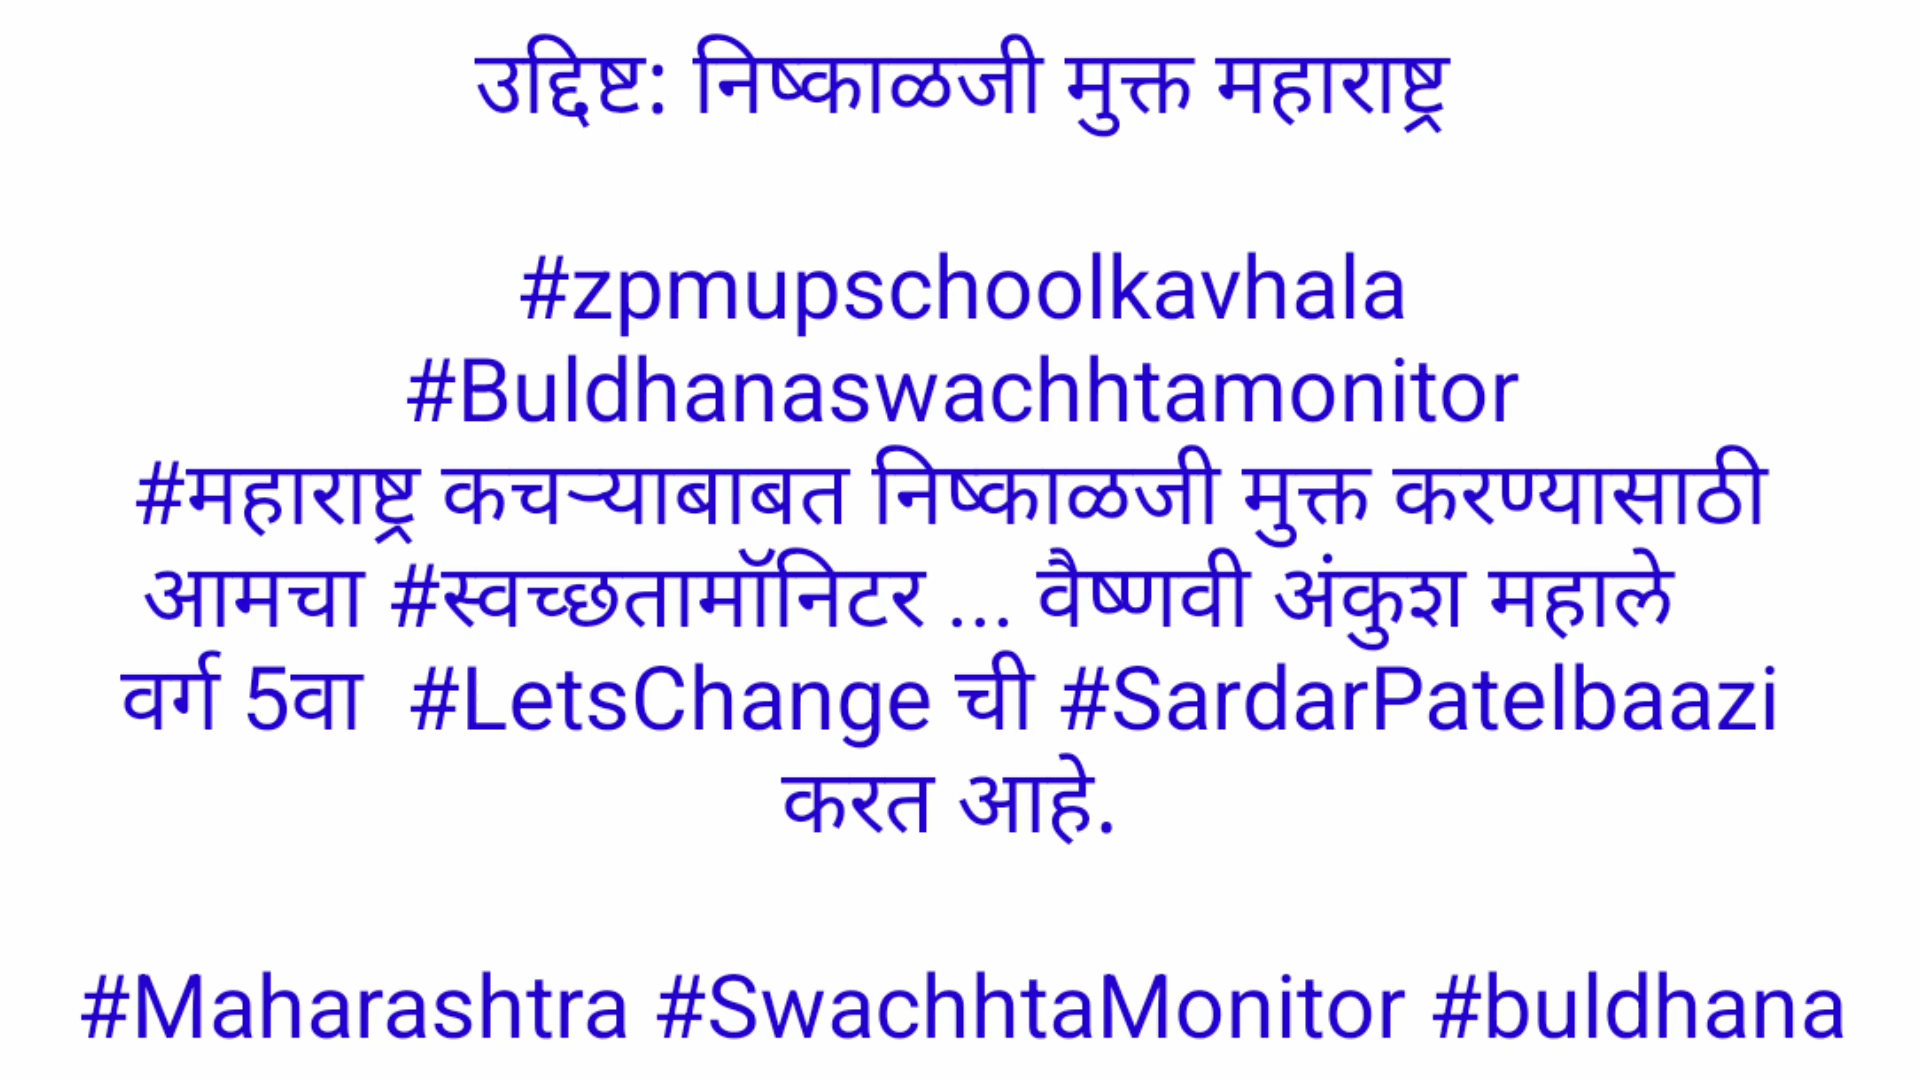 उद्दिष्ट: निष्काळजी मुक्त महाराष्ट्र
#zpmupschoolkavhala
#Buldhanaswachhtamonitor
#महाराष्ट्र कचऱ्याबाबत निष्काळजी मुक्त करण्यासाठी
आमचा #स्वच्छतामॉनिटर ... वैष्णवी अंकुश महाले
वर्ग 5वा #LetsChange ची #SardarPatelbaazi
करत आहे.
#Maharashtra #SwachhtaMonitor #buldhana